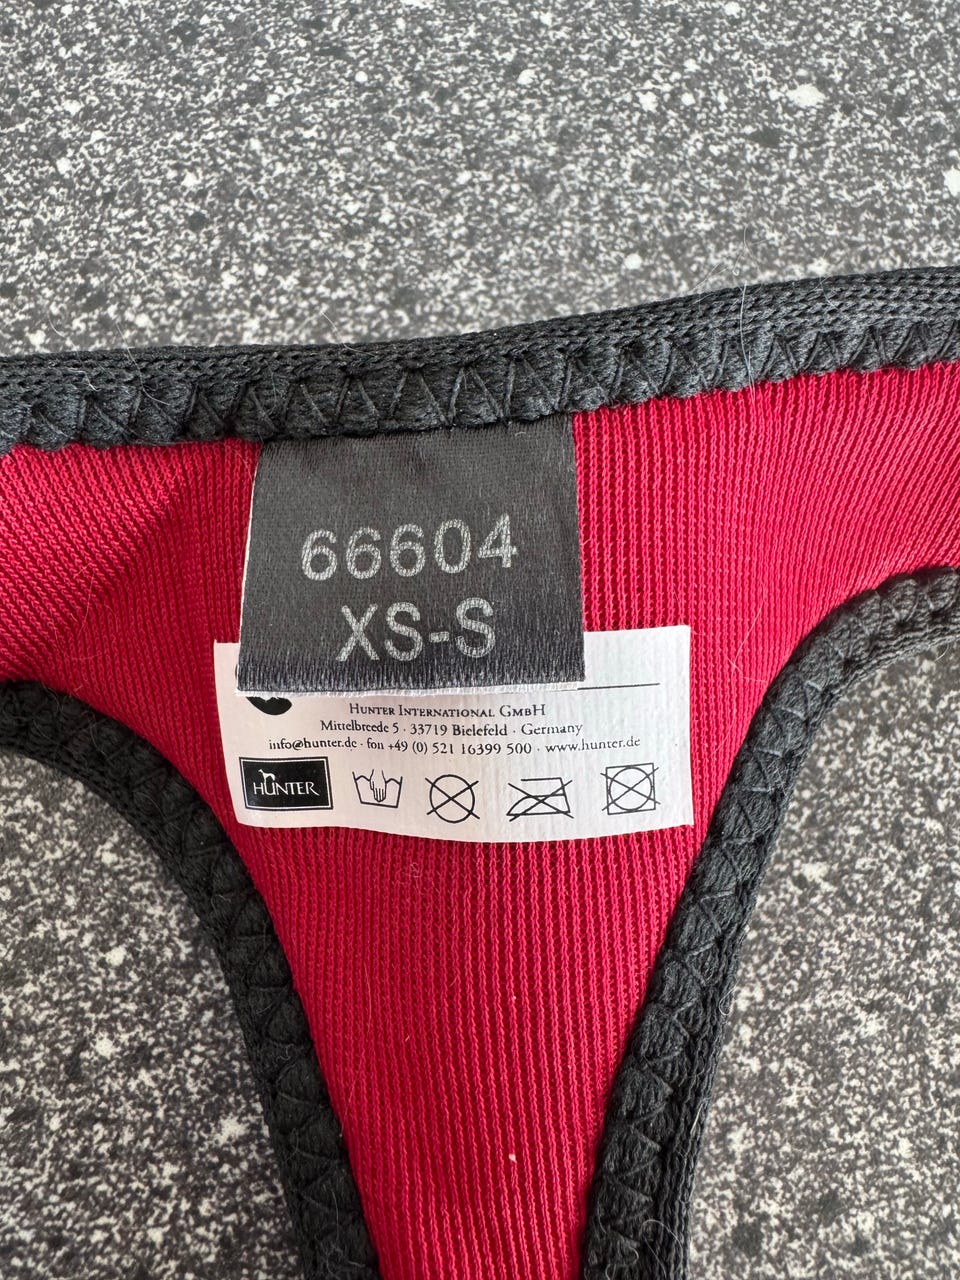 66604
XS-S
HUNTER INTERNATIONAL GMBH
Mittelbreede 5 · 33719 Bielefeld · Germany
info@hunter.de · fon +49 (0) 521 16399 500 · www.hunter.de
HUNTER